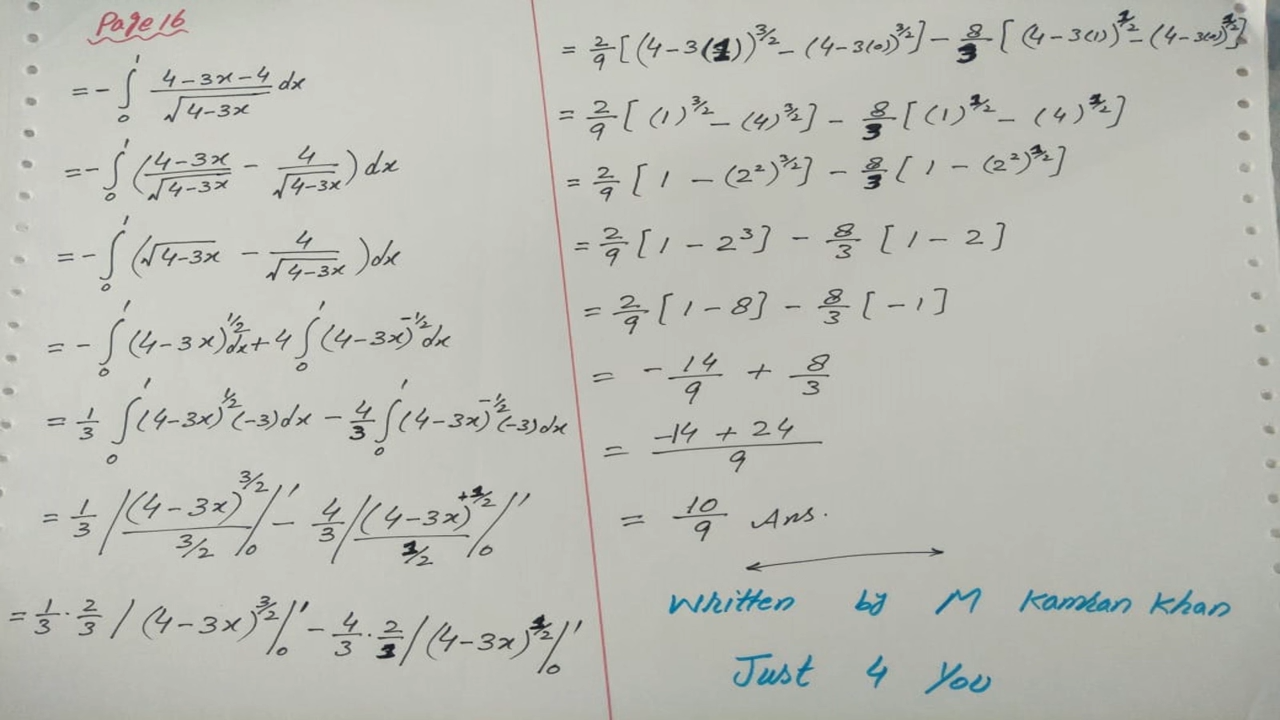 Page 16
= - ∫₀¹ (4-3x-4)/√(4-3x) dx
= - ∫₀¹ ((4-3x)/√(4-3x) - 4/√(4-3x)) dx
= - ∫₀¹ (√(4-3x) - 4/√(4-3x)) dx
= - ∫₀¹ (4-3x)^(1/2) dx + 4 ∫₀¹ (4-3x)^(-1/2) dx
= 1/3 ∫₀¹ (4-3x)^(1/2) (-3) dx - 4/3 ∫₀¹ (4-3x)^(-1/2) (-3) dx
= 1/3 |(4-3x)^(3/2) / (3/2)|₀¹ - 4/3 |(4-3x)^(+1/2) / (1/2)|₀¹
= 1/3 · 2/3 |(4-3x)^(3/2)|₀¹ - 4/3 · 2/1 |(4-3x)^(1/2)|₀¹
= 2/9 [(4-3(1))^(3/2) - (4-3(0))^(3/2)] - 8/3 [(4-3(1))^(1/2) - (4-3(0))^(1/2)]
= 2/9 [(1)^(3/2) - (4)^(3/2)] - 8/3 [(1)^(1/2) - (4)^(1/2)]
= 2/9 [1 - (2²)^(3/2)] - 8/3 [1 - (2²)^(1/2)]
= 2/9 [1 - 2³] - 8/3 [1 - 2]
= 2/9 [1 - 8] - 8/3 [-1]
= -14/9 + 8/3
= (-14 + 24)/9
= 10/9 Ans.
Whritten by M Kamran Khan
Just 4 You